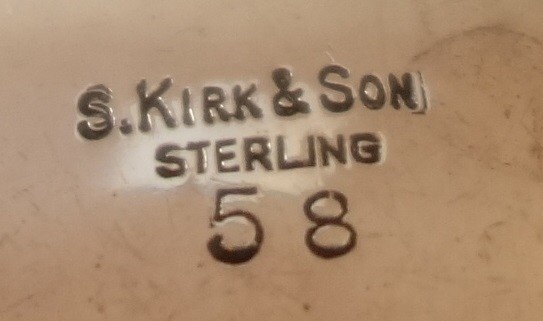 S. KIRK & SON
STERLING
58